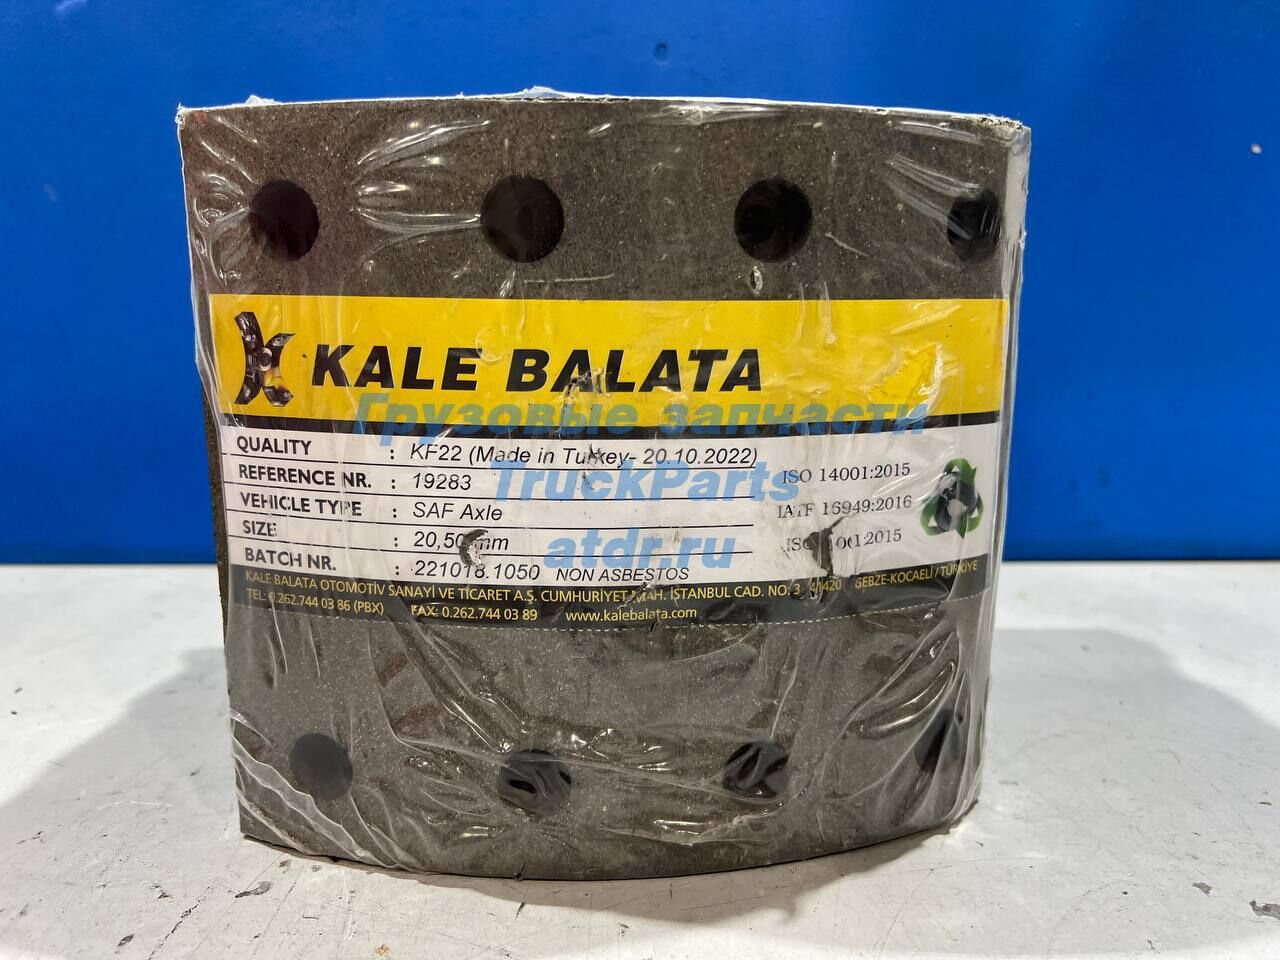 KALE BALATA
Грузовые запчасти
TruckParts
atdr.ru
QUALITY : KF22 (Made in Turkey- 20.10.2022)
REFERENCE NR. : 19283
VEHICLE TYPE : SAF Axle
SIZE : 20,50 mm
BATCH NR. : 221018.1050 NON ASBESTOS
ISO 14001:2015
IATF 16949:2016
KALE BALATA OTOMOTİV SANAYİ VE TİCARET A.Ş. CUMHURİYET MAH. İSTANBUL CAD. NO: 3 41420 GEBZE-KOCAELİ / TÜRKİYE
TEL: 0.262.744 03 86 (PBX) FAX: 0.262.744 03 89 www.kalebalata.com